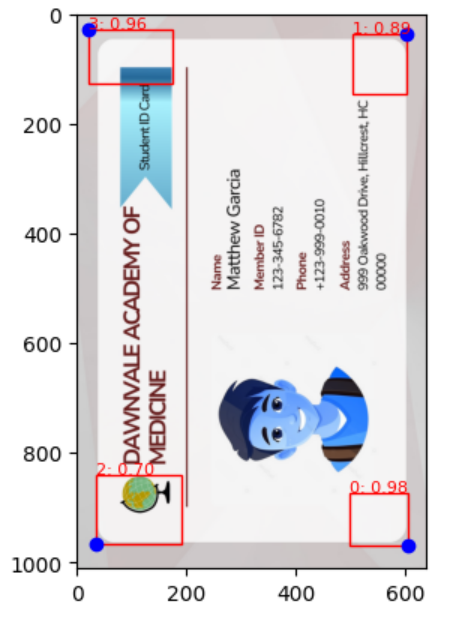 0
200
400
600
800
1000
0
200
400
600
3: 0.96
1: 0.89
2: 0.70
0: 0.98
Student ID Card
DAWNVALE ACADEMY OF
MEDICINE
Name
Matthew Garcia
Member ID
123-345-6782
Phone
+123-999-0010
Address
999 Oakwood Drive, Hillcrest, HC
00000